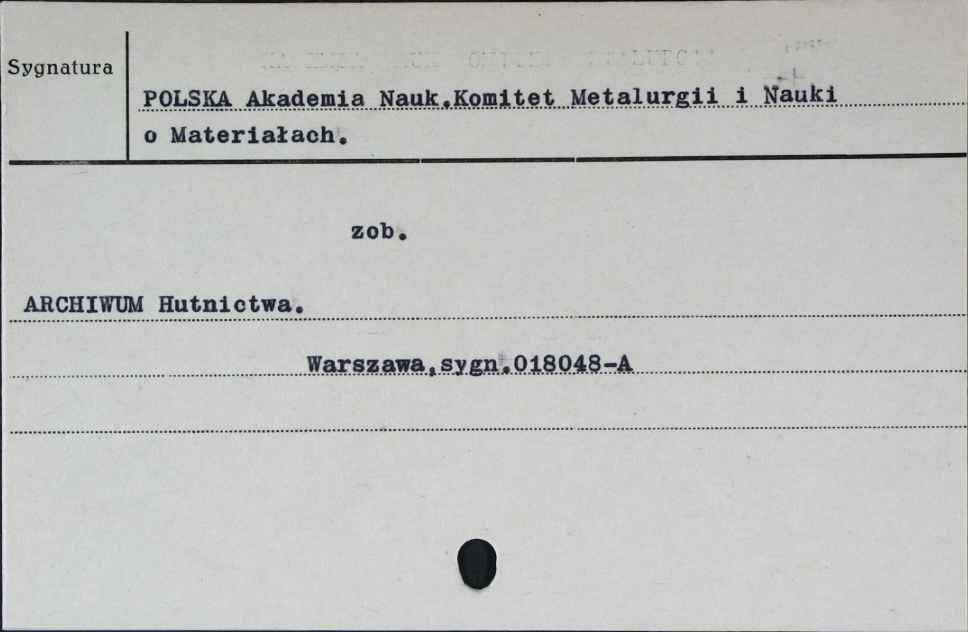 Sygnatura
POLSKA Akademia Nauk.Komitet Metalurgii i Nauki
o Materiałach.
zob.
ARCHIWUM Hutnictwa.
Warszawa,sygn.018048-A